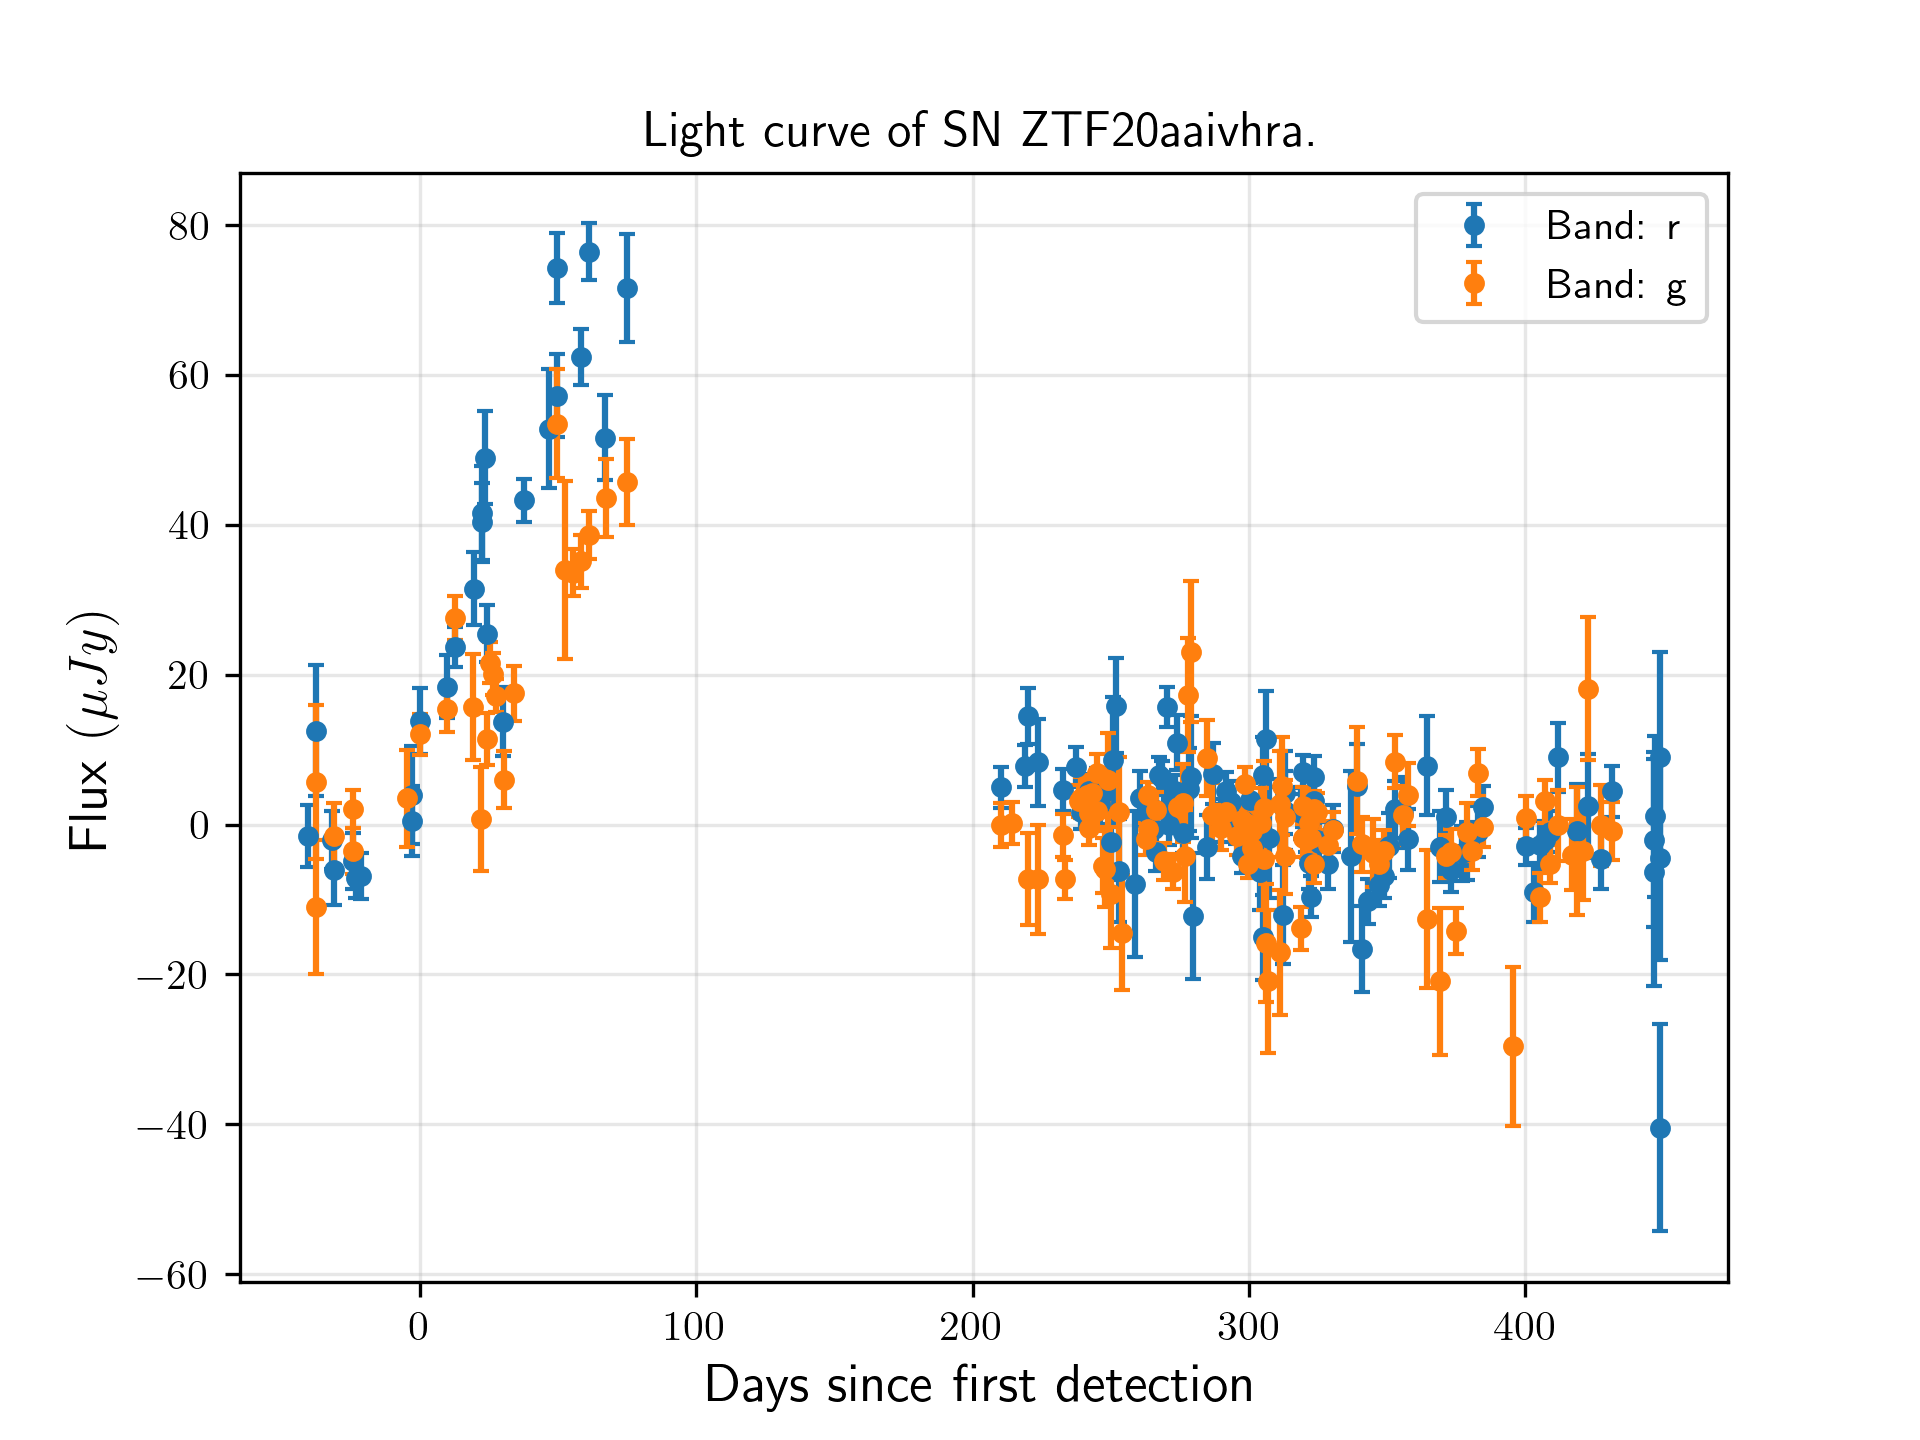 Light curve of SN ZTF20aaivhra.
Band: r
Band: g
Flux (μJy)
80
60
40
20
0
−20
−40
−60
0 100 200 300 400
Days since first detection